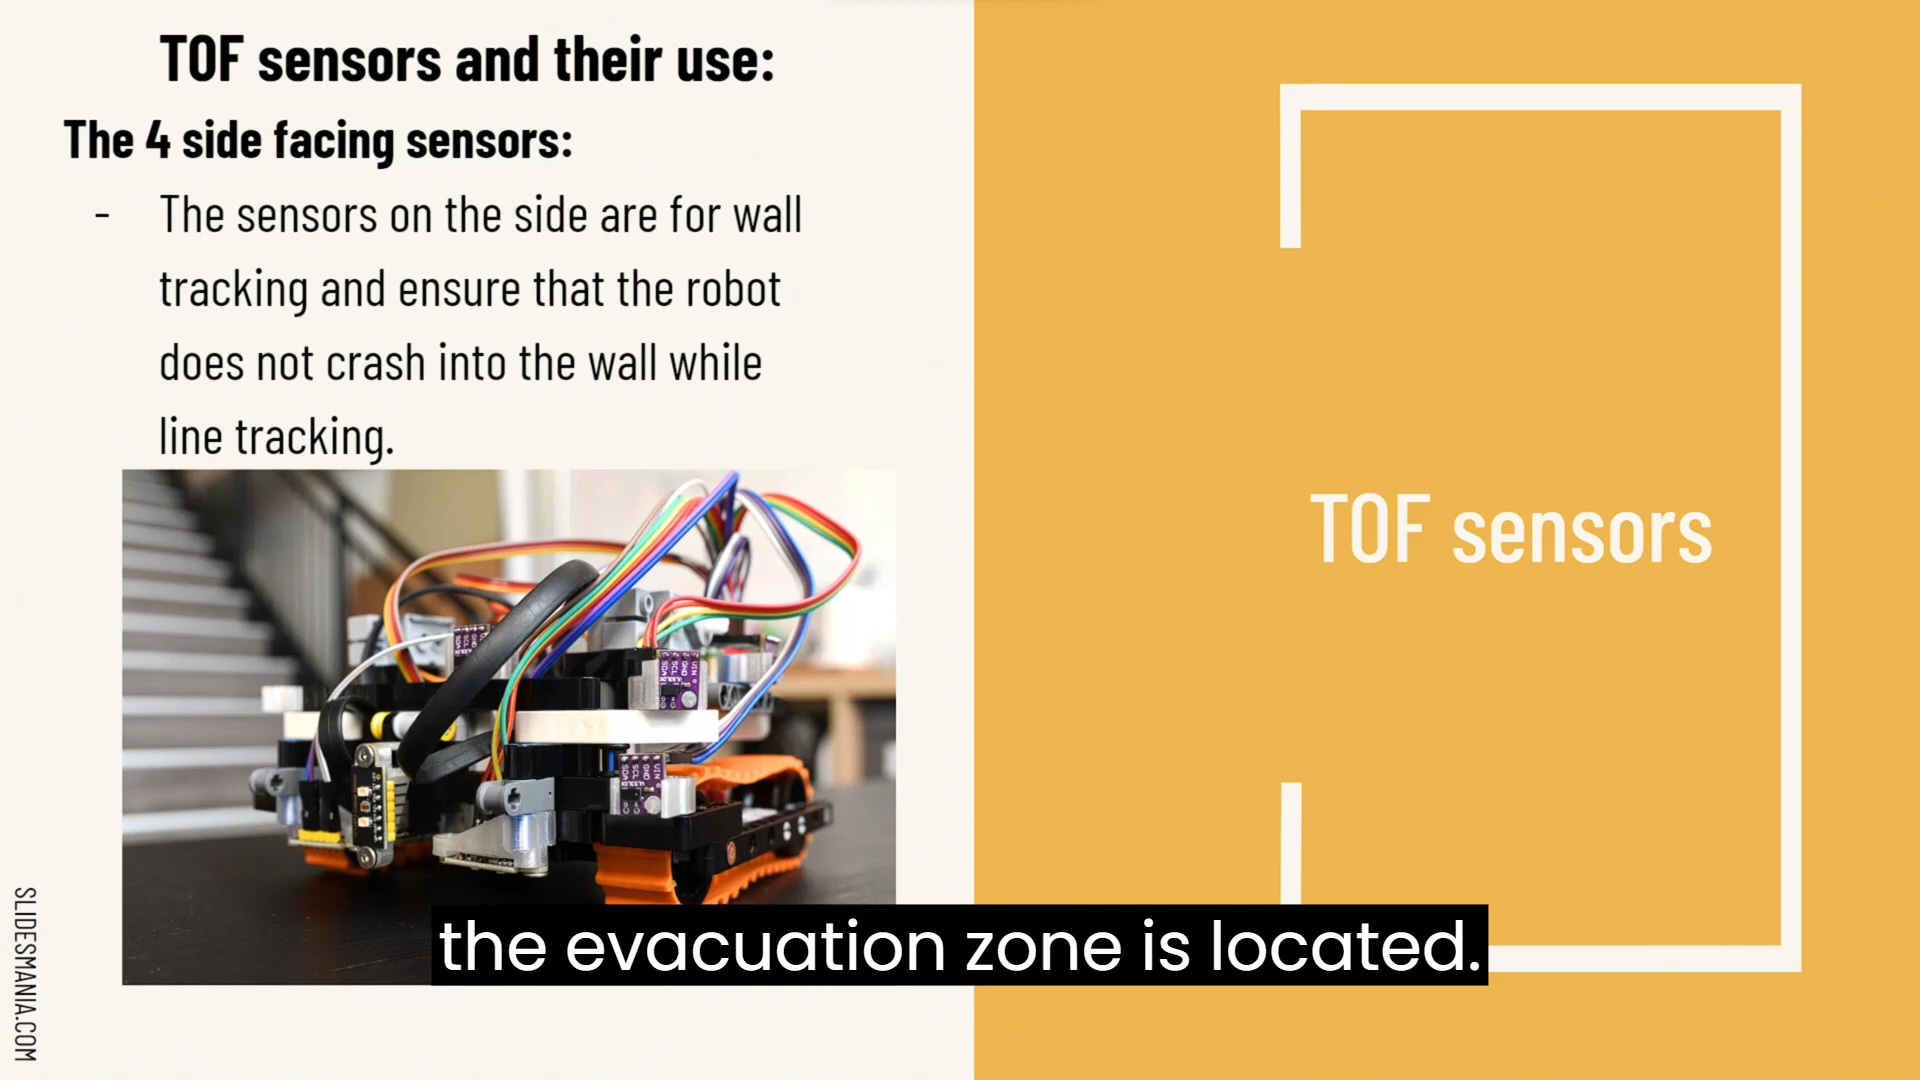 TOF sensors and their use:
The 4 side facing sensors:
- The sensors on the side are for wall
tracking and ensure that the robot
does not crash into the wall while
line tracking.
TOF sensors
the evacuation zone is located.
SLIDESMANIA.COM